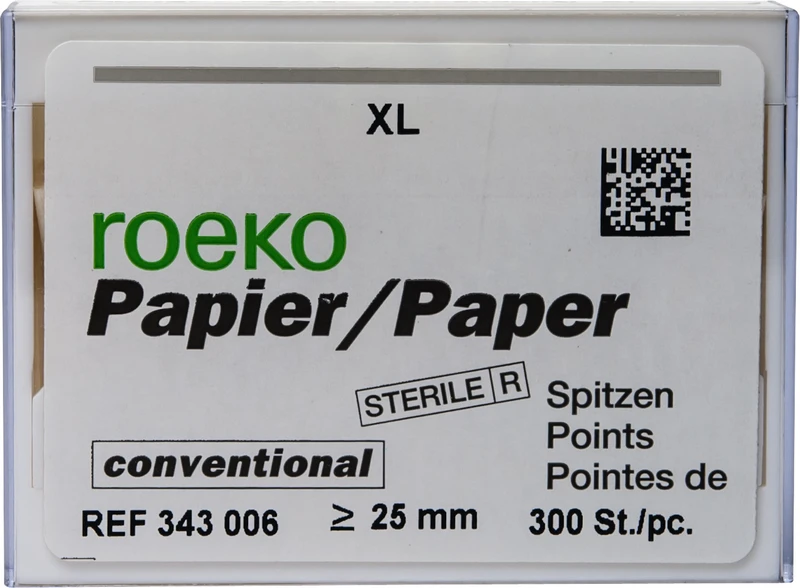 XL
roeko
Papier/Paper
STERILE R
Spitzen
Points
Pointes de
conventional
REF 343 006
≥ 25 mm
300 St./pc.